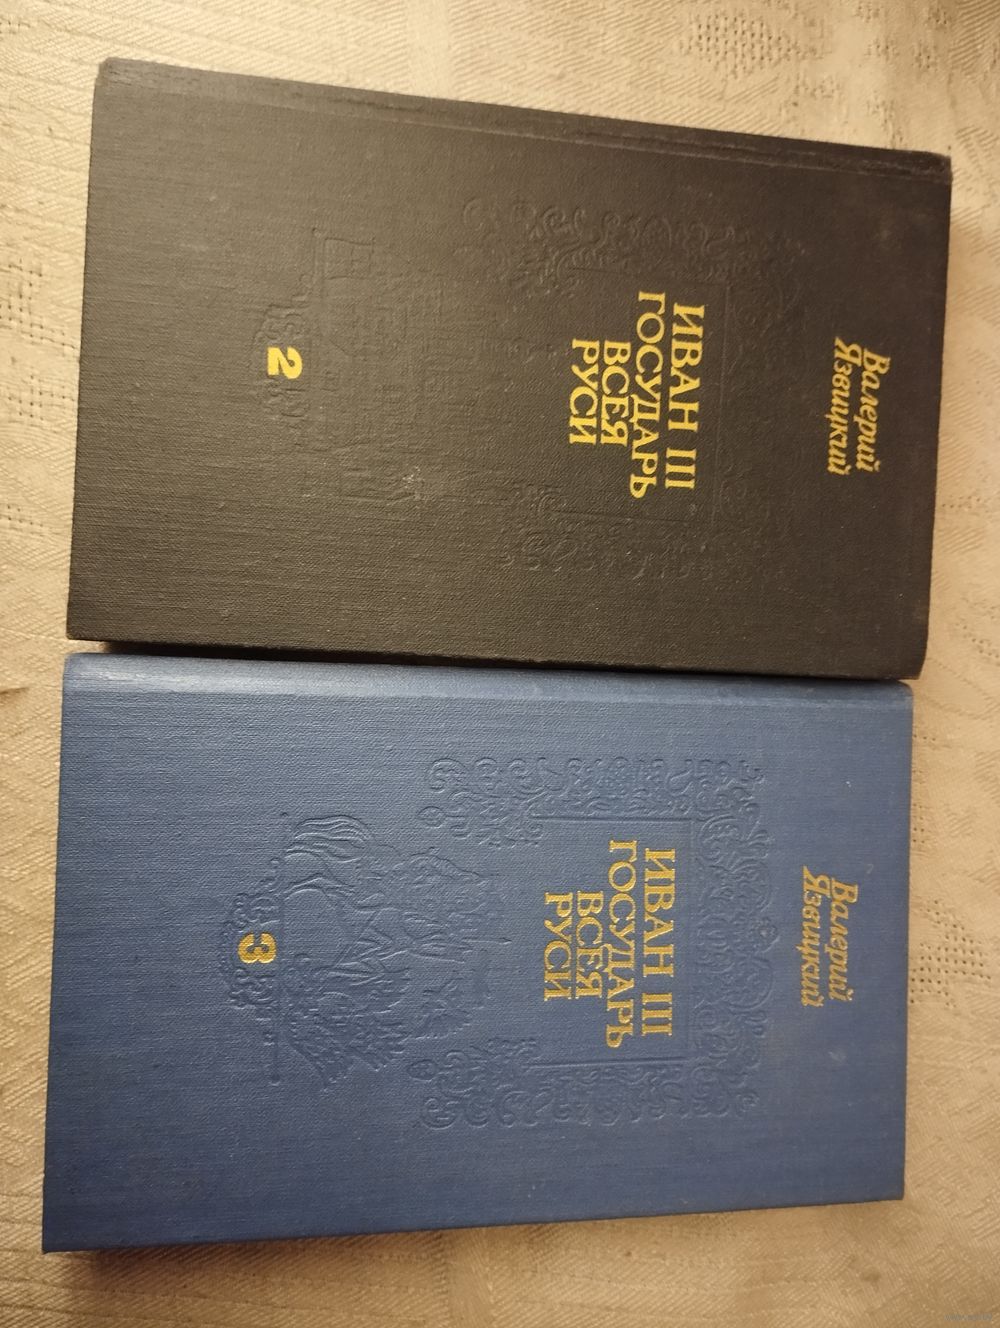 Валерий
Язвицкий
ИВАН III
ГОСУДАРЬ
ВСЕЯ
РУСИ
2
Валерий
Язвицкий
ИВАН III
ГОСУДАРЬ
ВСЕЯ
РУСИ
3